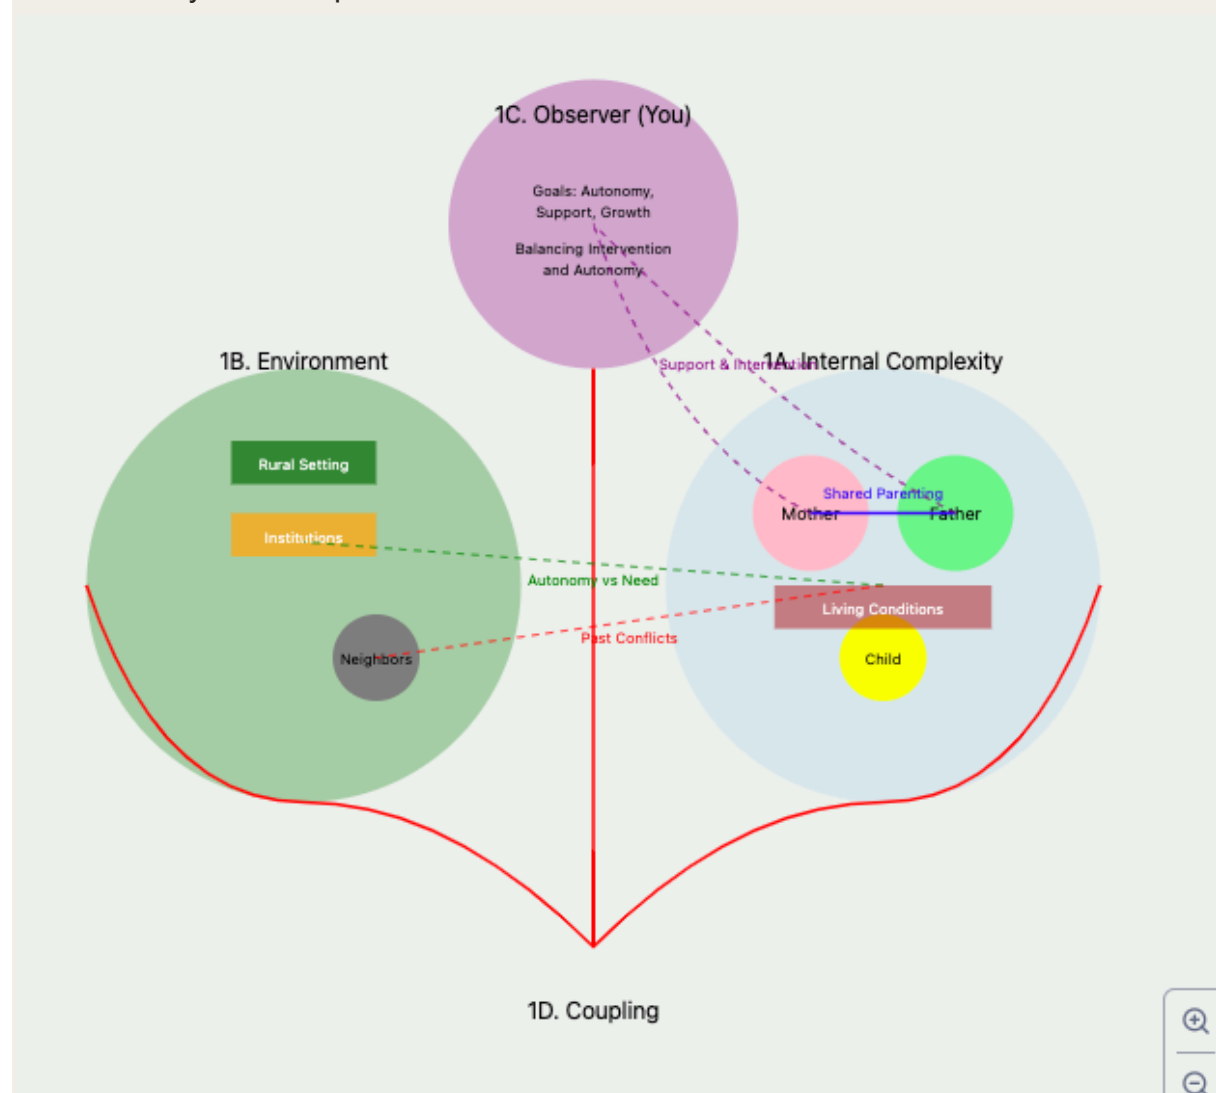 1C. Observer (You)
Goals: Autonomy,
Support, Growth
Balancing Intervention
and Autonomy
1B. Environment
Support & Intervention
1A. Internal Complexity
Rural Setting
Institutions
Shared Parenting
Mother
Father
Autonomy vs Need
Living Conditions
Past Conflicts
Neighbors
Child
1D. Coupling